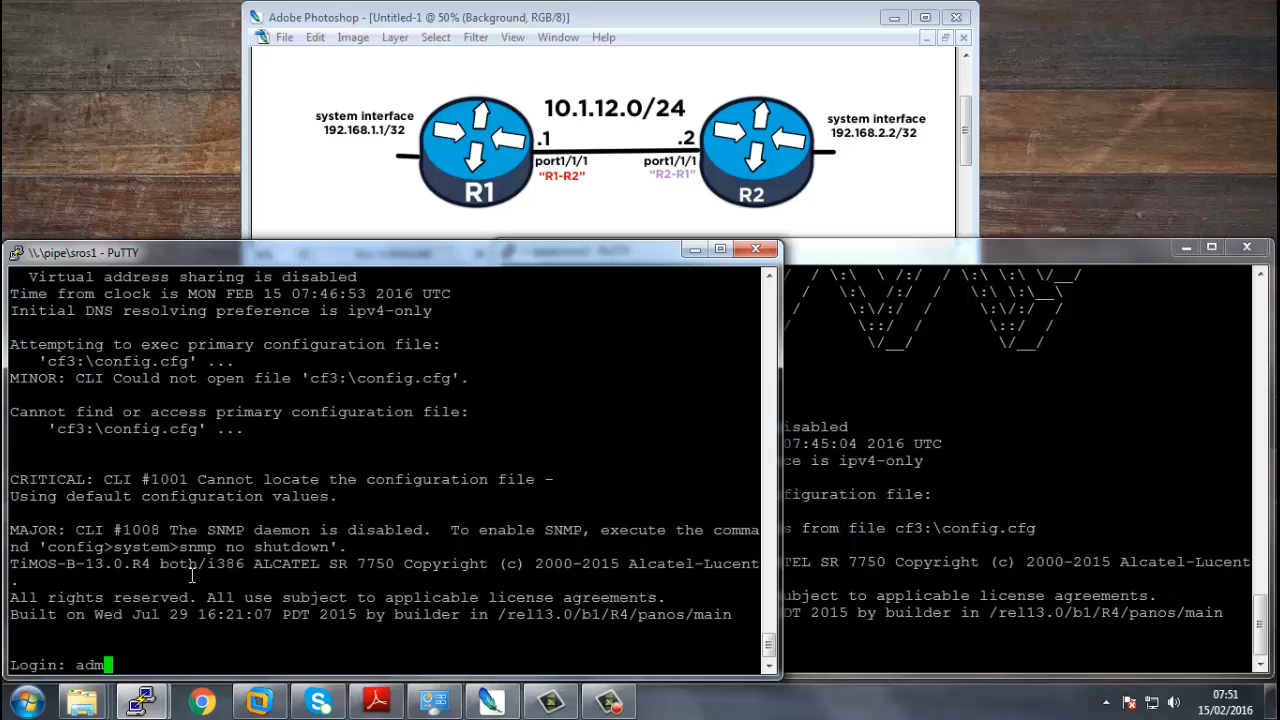 Adobe Photoshop - [Untitled-1 @ 50% (Background, RGB/8)]
File Edit Image Layer Select Filter View Window Help
system interface
192.168.1.1/32
10.1.12.0/24
system interface
192.168.2.2/32
.1
.2
port1/1/1
port1/1/1
"R1-R2"
"R2-R1"
R1
R2
\\.\pipe\sros1 - PuTTY
Virtual address sharing is disabled
Time from clock is MON FEB 15 07:46:53 2016 UTC
Initial DNS resolving preference is ipv4-only
Attempting to exec primary configuration file:
'cf3:\config.cfg' ...
MINOR: CLI Could not open file 'cf3:\config.cfg'.
Cannot find or access primary configuration file:
'cf3:\config.cfg' ...
CRITICAL: CLI #1001 Cannot locate the configuration file -
Using default configuration values.
MAJOR: CLI #1008 The SNMP daemon is disabled.  To enable SNMP, execute the comma
nd 'config>system>snmp no shutdown'.
TiMOS-B-13.0.R4 both/i386 ALCATEL SR 7750 Copyright (c) 2000-2015 Alcatel-Lucent
.
All rights reserved. All use subject to applicable license agreements.
Built on Wed Jul 29 16:21:07 PDT 2015 by builder in /rel13.0/b1/R4/panos/main
Login: adm
isabled
07:45:04 2016 UTC
ce is ipv4-only
figuration file:
s from file cf3:\config.cfg
TEL SR 7750 Copyright (c) 2000-2015 Alcatel-Lucent
ubject to applicable license agreements.
DT 2015 by builder in /rel13.0/b1/R4/panos/main
07:51
15/02/2016